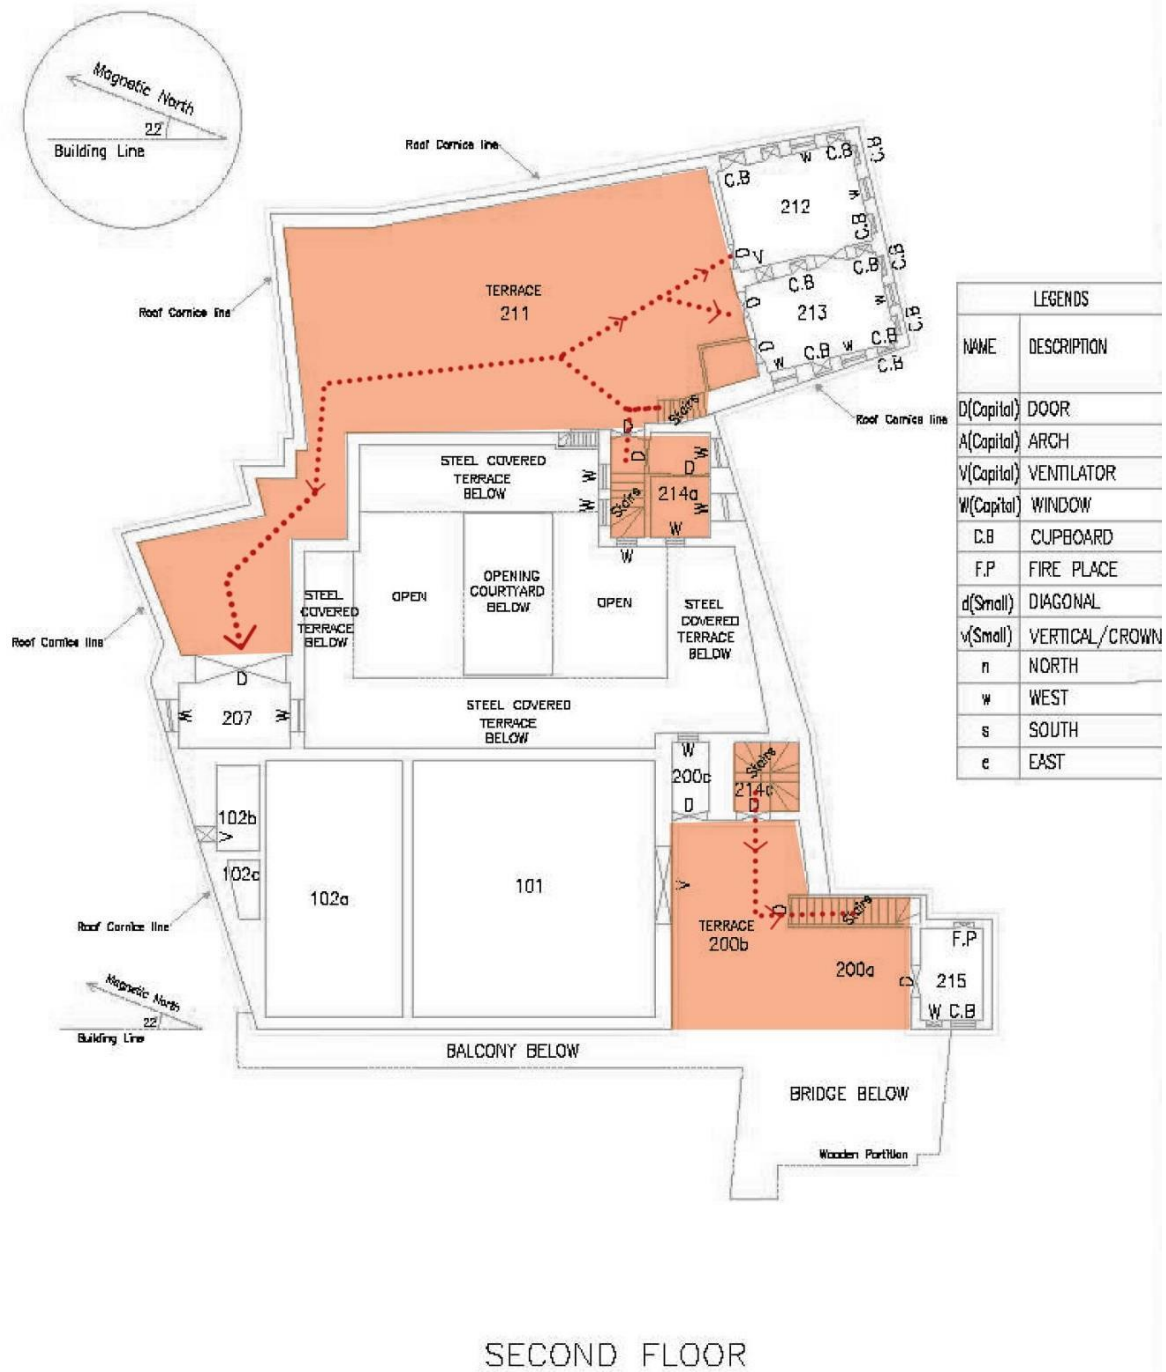 Magnetic North
22
Building Line
Roof Cornice line
C.B
W
C.B
C.B
C.B
212
w
C.B
D
V
C.B
C.B
C.B
TERRACE
211
Roof Cornice line
D
213
w
C.B
D
W
C.B
W
C.B
C.B
Roof Cornice line
Stairs
D
STEEL COVERED
TERRACE
BELOW
W
W
Stairs
D
D
W
214a
W
W
W
STEEL
COVERED
TERRACE
BELOW
OPEN
OPENING
COURTYARD
BELOW
OPEN
STEEL
COVERED
TERRACE
BELOW
Roof Cornice line
D
W
207
W
STEEL COVERED
TERRACE
BELOW
W
200c
D
Stairs
214c
D
102b
V
102c
102a
101
V
Roof Cornice line
TERRACE
200b
D
Stairs
200a
D
F.P
215
W
C.B
Magnetic North
22
Building Line
BALCONY BELOW
BRIDGE BELOW
Wooden Partition
LEGENDS
NAME DESCRIPTION
D(Capital) DOOR
A(Capital) ARCH
V(Capital) VENTILATOR
W(Capital) WINDOW
C.B CUPBOARD
F.P FIRE PLACE
d(Small) DIAGONAL
v(Small) VERTICAL/CROWN
n NORTH
w WEST
s SOUTH
e EAST
SECOND FLOOR